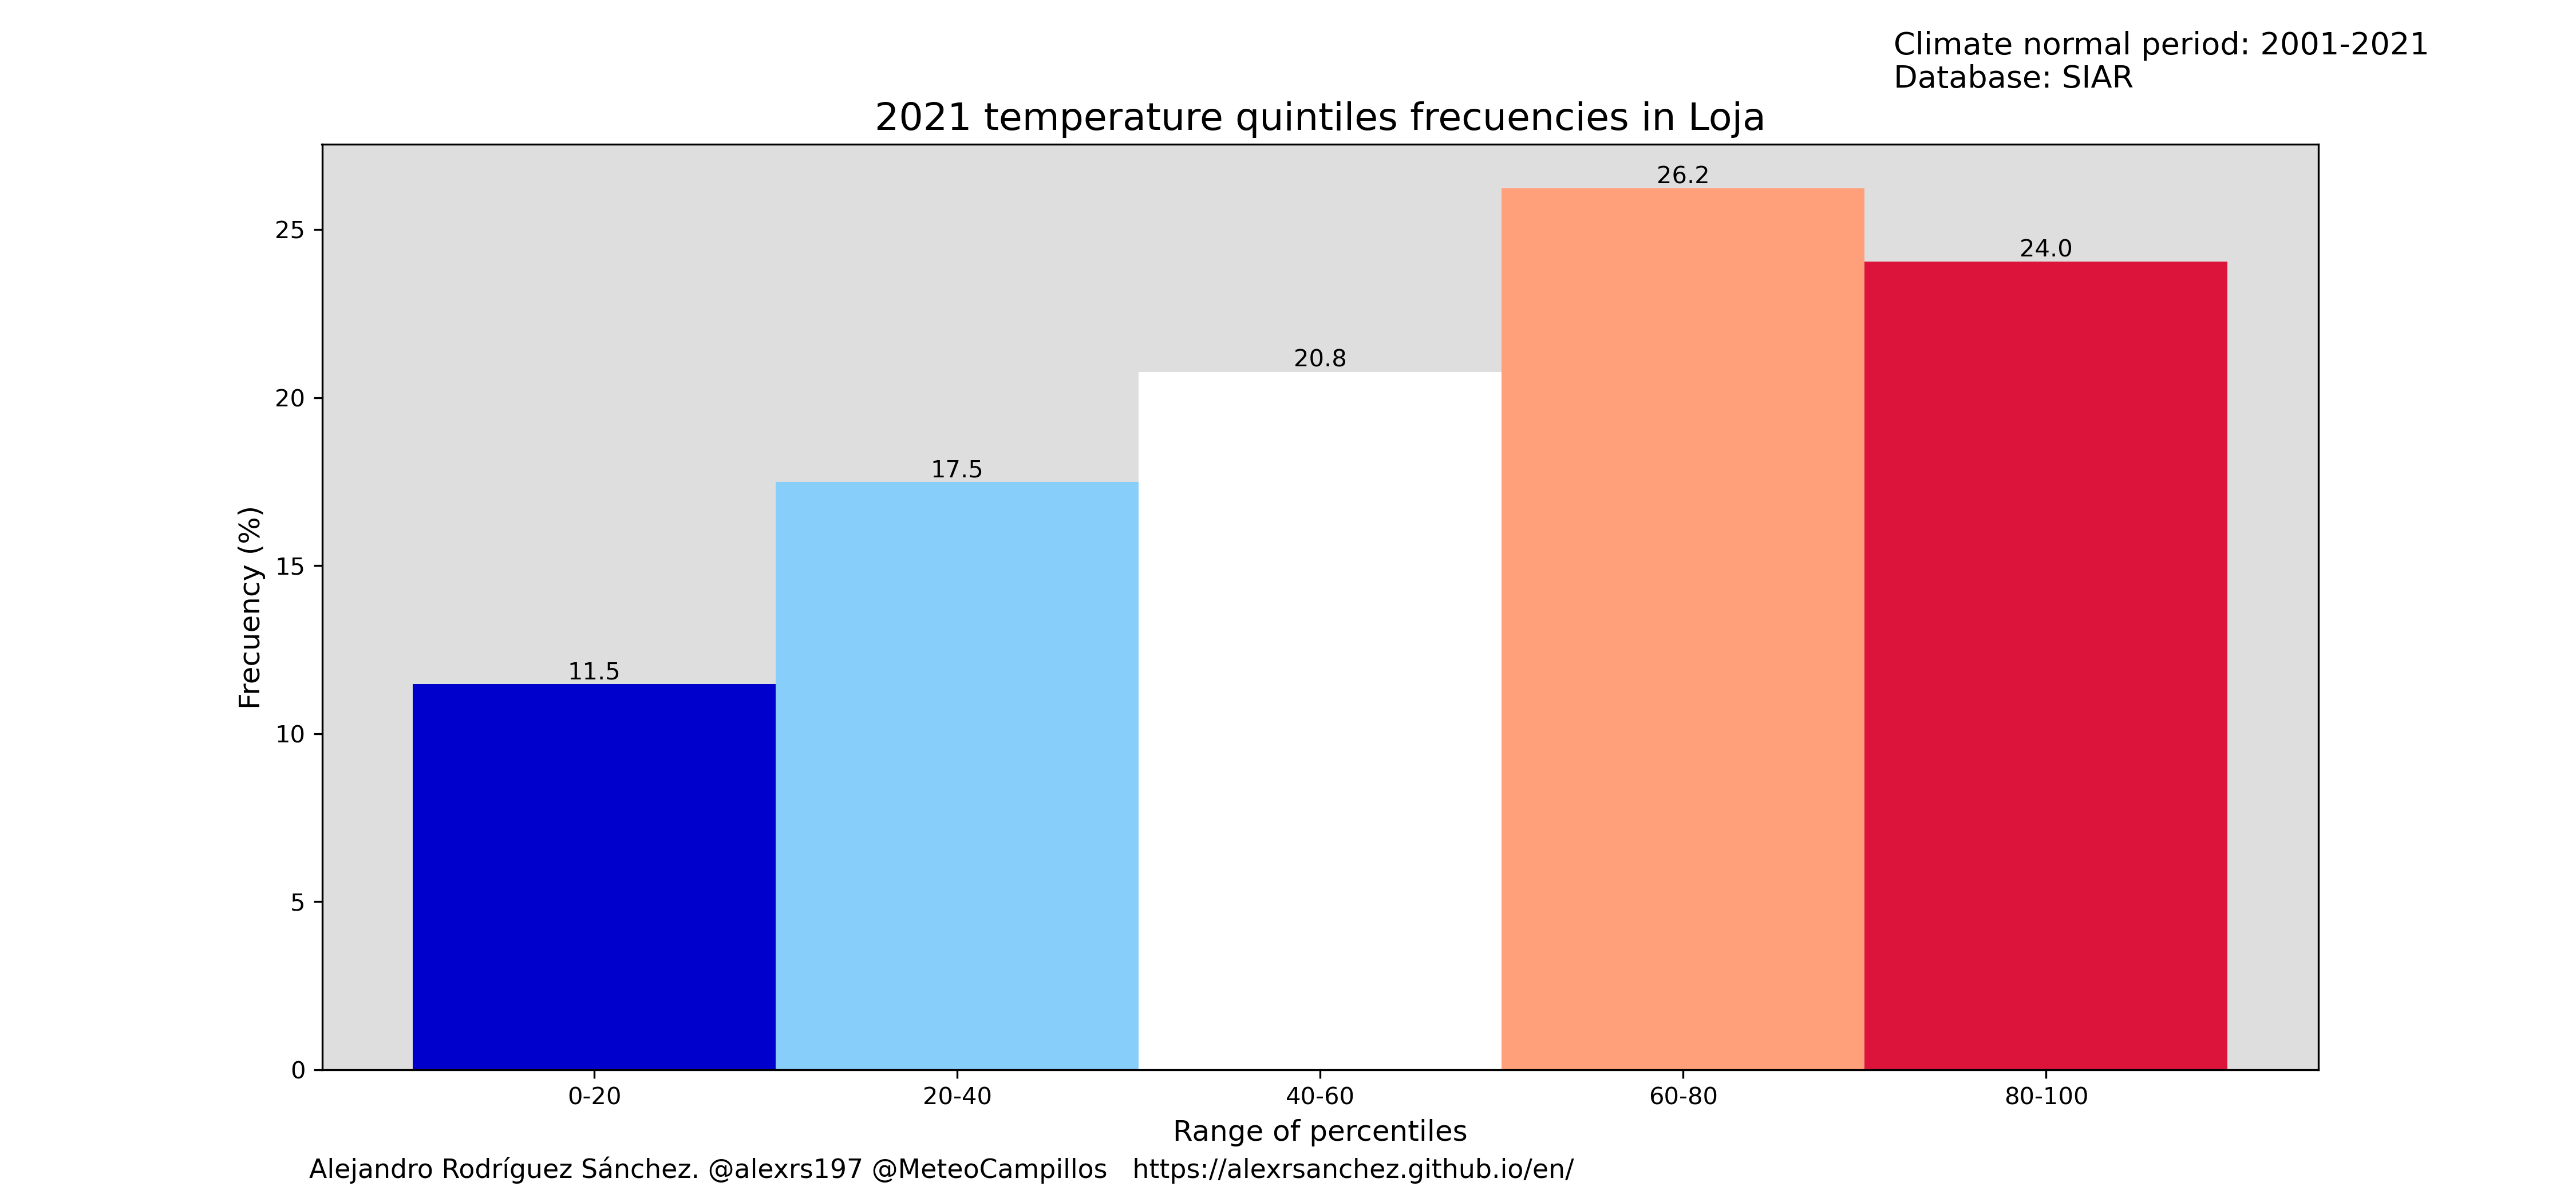 Climate normal period: 2001-2021
Database: SIAR
2021 temperature quintiles frecuencies in Loja
26.2
25
24.0
20.8
20
17.5
15
Frecuency (%)
11.5
10
5
0
0-20 20-40 40-60 60-80 80-100
Range of percentiles
Alejandro Rodríguez Sánchez. @alexrs197 @MeteoCampillos https://alexrsanchez.github.io/en/